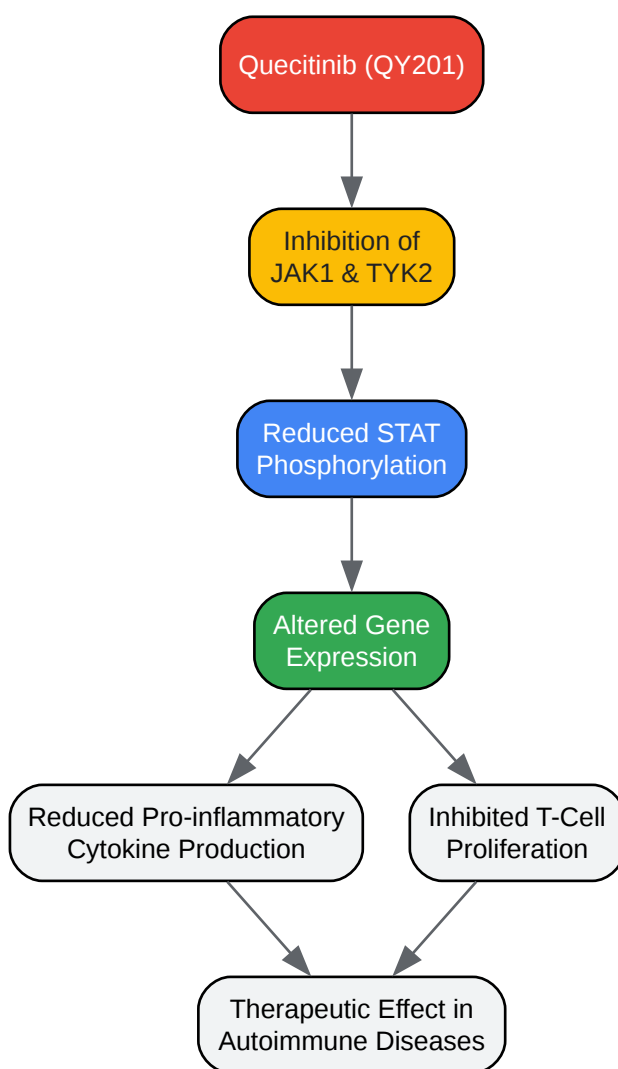 Quecitinib (QY201)
Inhibition of
JAK1 & TYK2
Reduced STAT
Phosphorylation
Altered Gene
Expression
Reduced Pro-inflammatory
Cytokine Production
Inhibited T-Cell
Proliferation
Therapeutic Effect in
Autoimmune Diseases